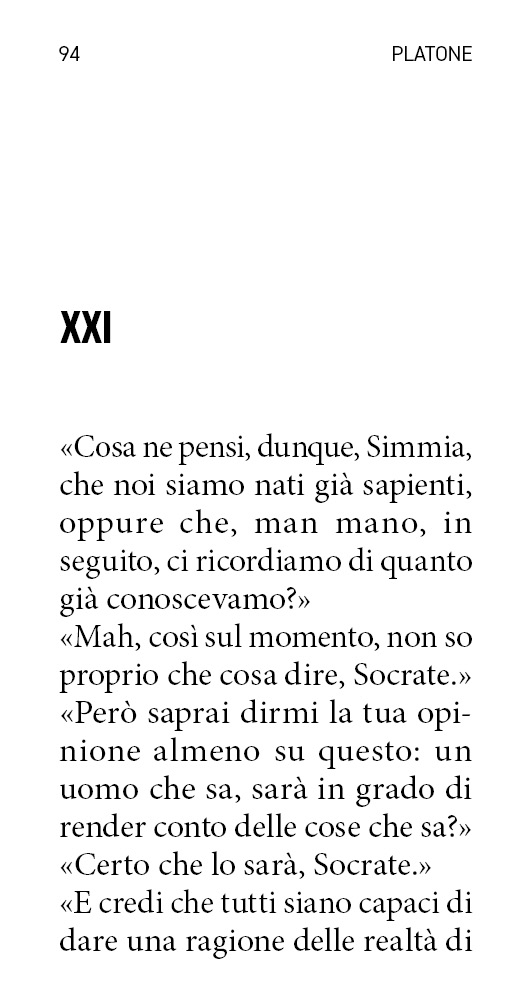 94 PLATONE
XXI
«Cosa ne pensi, dunque, Simmia,
che noi siamo nati già sapienti,
oppure che, man mano, in
seguito, ci ricordiamo di quanto
già conoscevamo?»
«Mah, così sul momento, non so
proprio che cosa dire, Socrate.»
«Però saprai dirmi la tua opi-
nione almeno su questo: un
uomo che sa, sarà in grado di
render conto delle cose che sa?»
«Certo che lo sarà, Socrate.»
«E credi che tutti siano capaci di
dare una ragione delle realtà di